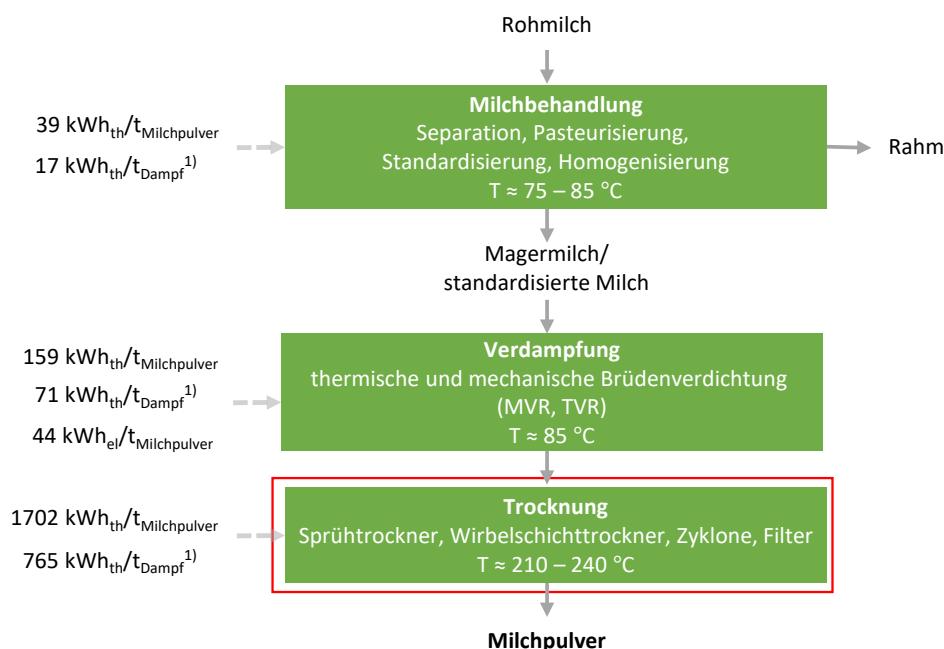 Rohmilch
39 kWhth/tMilchpulver
17 kWhth/tDampf1)
Milchbehandlung
Separation, Pasteurisierung,
Standardisierung, Homogenisierung
T ≈ 75 – 85 °C
Rahm
Magermilch/
standardisierte Milch
159 kWhth/tMilchpulver
71 kWhth/tDampf1)
44 kWhel/tMilchpulver
Verdampfung
thermische und mechanische Brüdenverdichtung
(MVR, TVR)
T ≈ 85 °C
1702 kWhth/tMilchpulver
765 kWhth/tDampf1)
Trocknung
Sprühtrockner, Wirbelschichttrockner, Zyklone, Filter
T ≈ 210 – 240 °C
Milchpulver